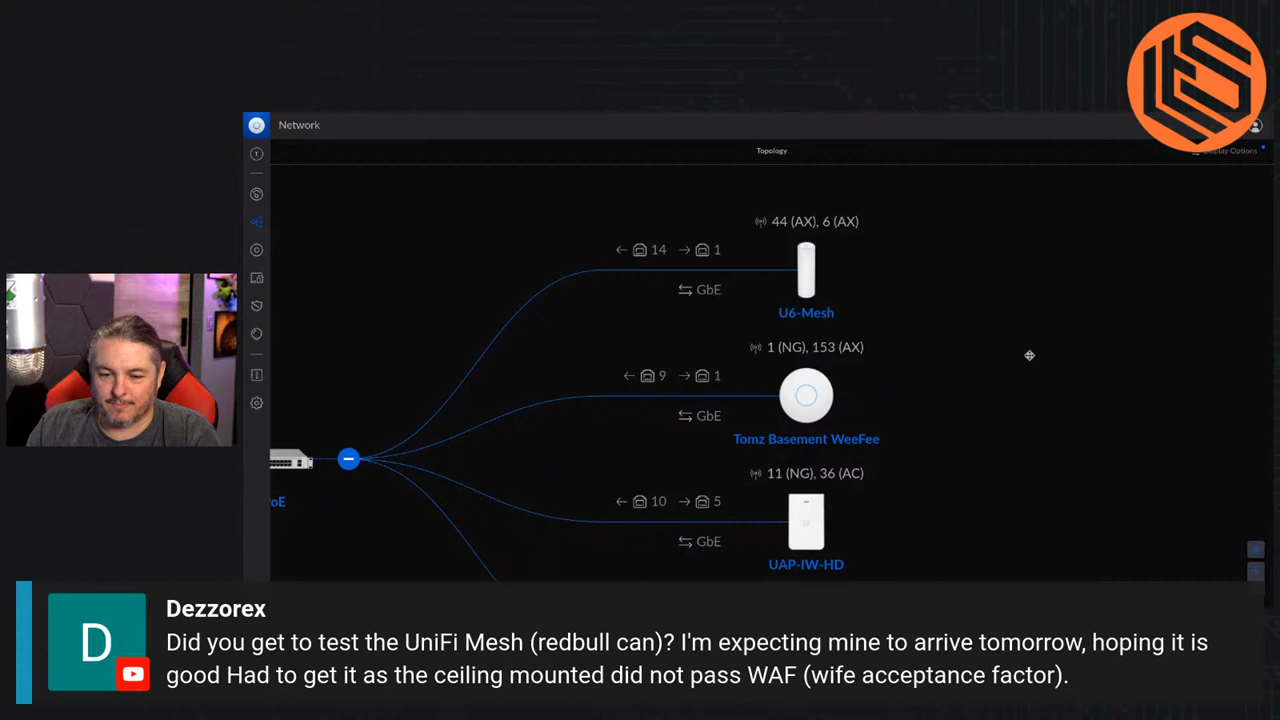 Network
Topology
Display Options
44 (AX), 6 (AX)
14 1
GbE
U6-Mesh
1 (NG), 153 (AX)
9 1
GbE
Tomz Basement WeeFee
11 (NG), 36 (AC)
10 5
GbE
UAP-IW-HD
oE
D
Dezzorex
Did you get to test the UniFi Mesh (redbull can)? I'm expecting mine to arrive tomorrow, hoping it is
good Had to get it as the ceiling mounted did not pass WAF (wife acceptance factor).